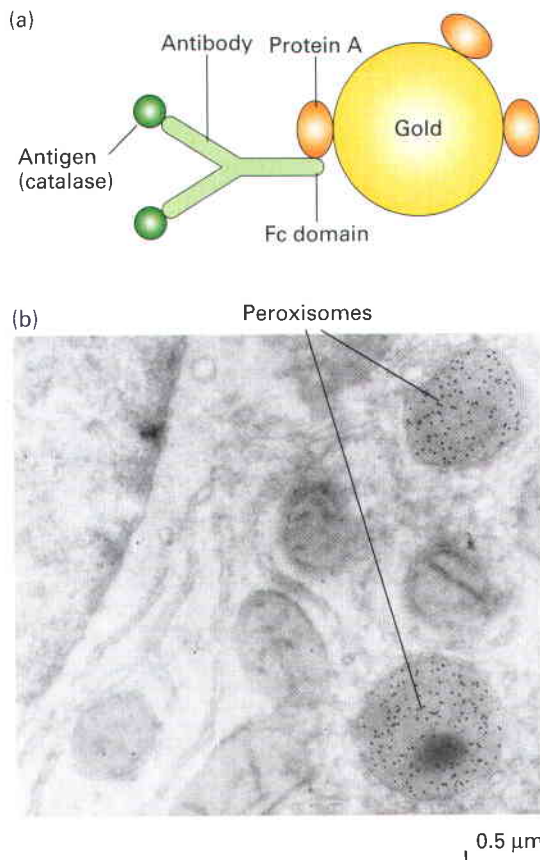 (a)
Antibody Protein A
Gold
Antigen
(catalase)
Fc domain
(b)
Peroxisomes
0.5 µm